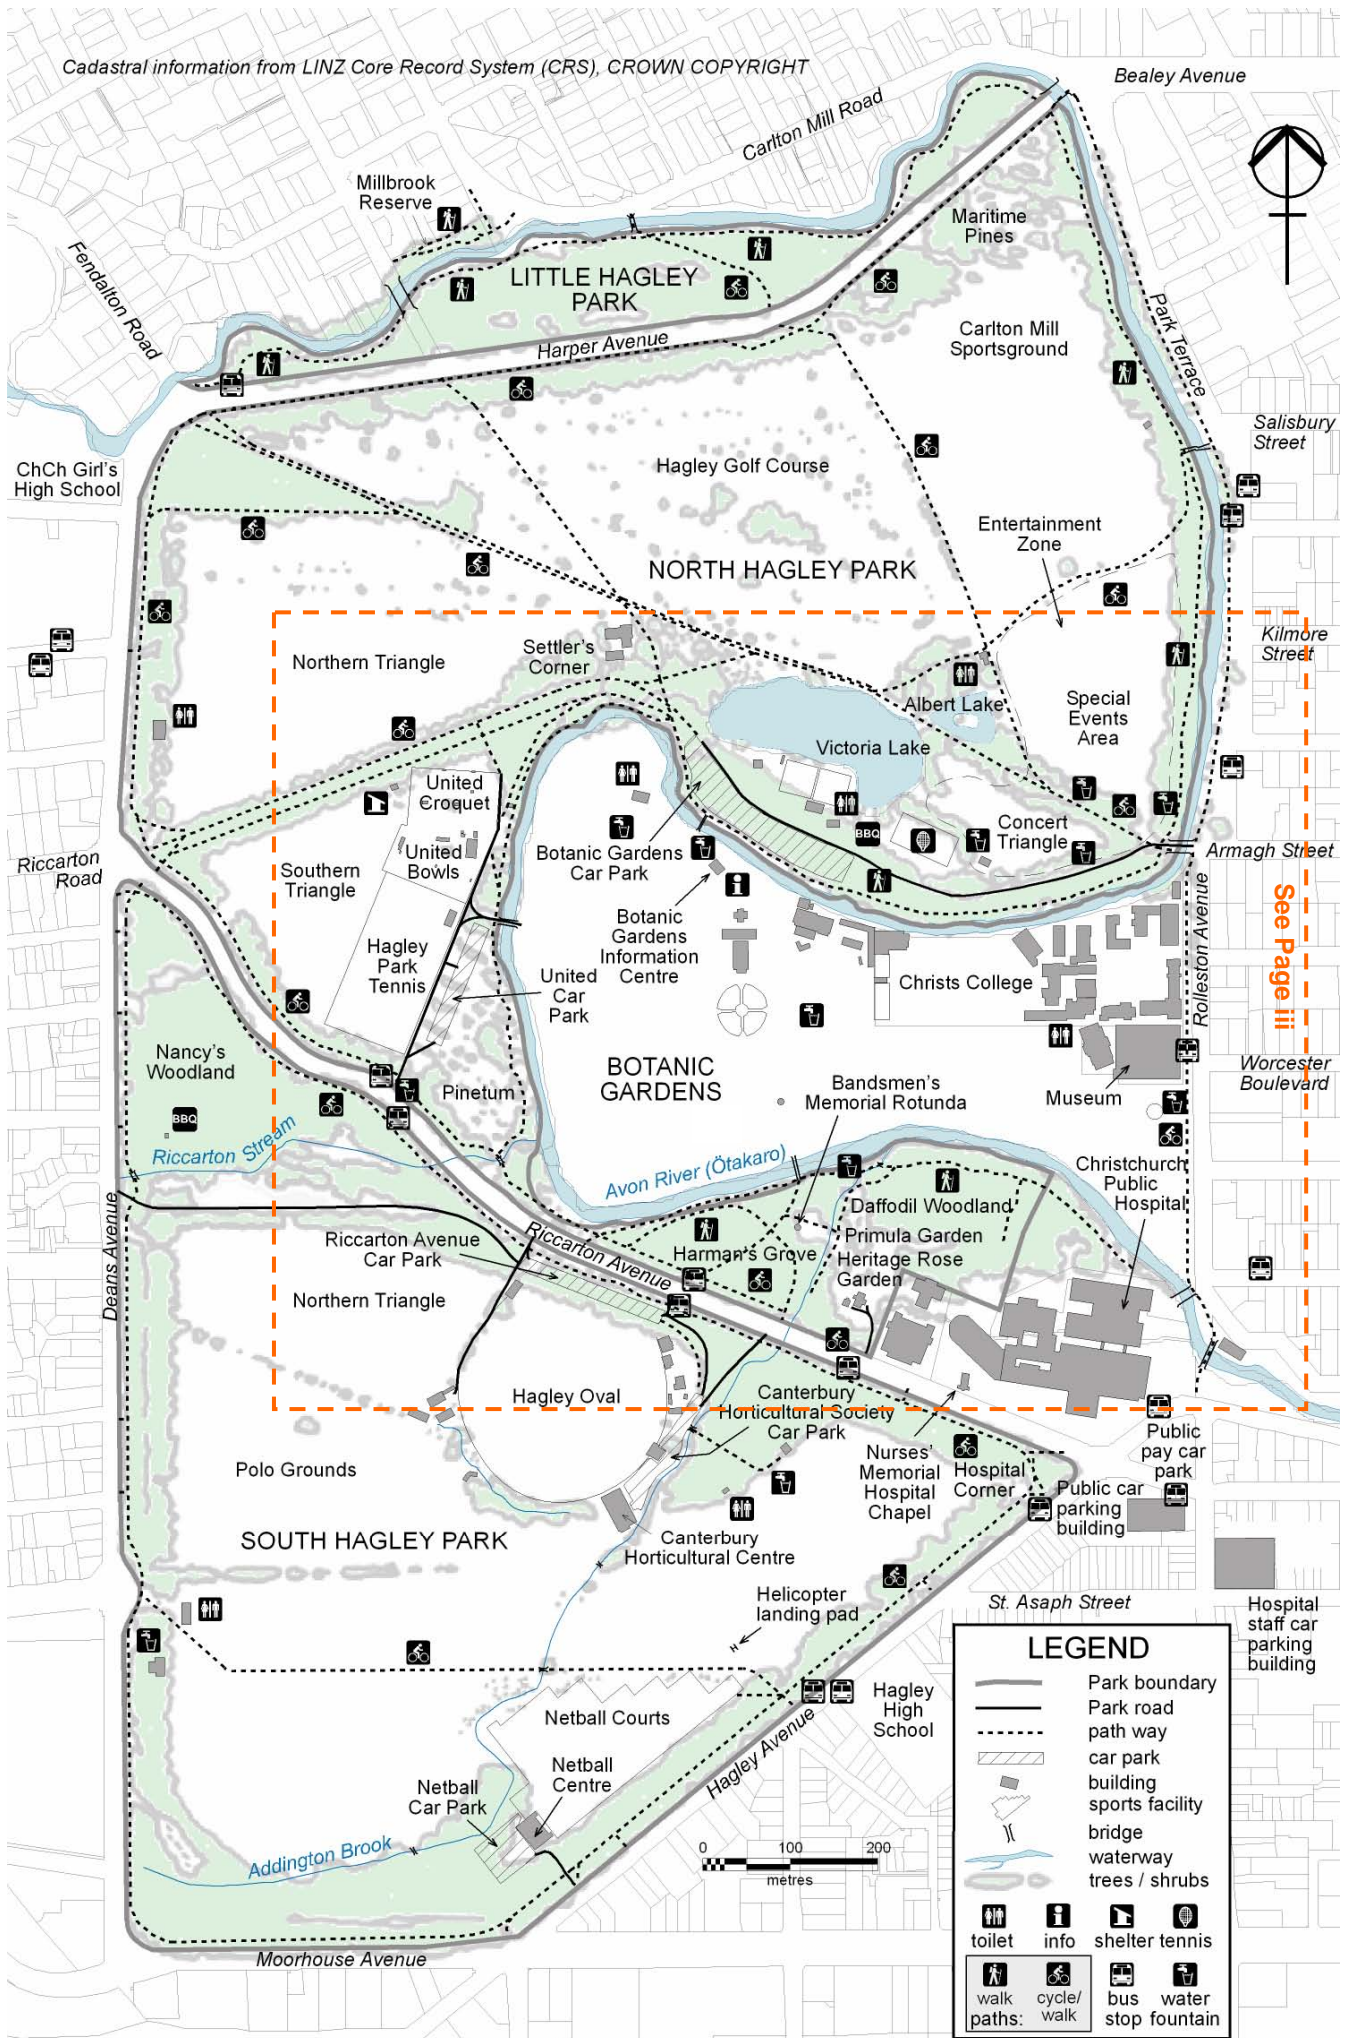 Cadastral information from LINZ Core Record System (CRS), CROWN COPYRIGHT
Bealey Avenue
Carlton Mill Road
Millbrook
Reserve
Maritime
Pines
Fendalton Road
LITTLE HAGLEY
PARK
Park Terrace
Carlton Mill
Sportsground
Harper Avenue
Salisbury
Street
ChCh Girl's
High School
Hagley Golf Course
Entertainment
Zone
NORTH HAGLEY PARK
Kilmore
Street
Settler's
Corner
Northern Triangle
Albert Lake
Special
Events
Area
Victoria Lake
United
Croquet
Concert
Triangle
Armagh Street
Riccarton
Road
United
Bowls
Botanic Gardens
Car Park
BBQ
Southern
Triangle
See Page iii
Rolleston Avenue
Botanic
Gardens
Information
Centre
Hagley
Park
Tennis
United
Car
Park
Christs College
Nancy's
Woodland
BOTANIC
GARDENS
Bandsmen's
Memorial Rotunda
Worcester
Boulevard
Pinetum
Museum
BBQ
Riccarton Stream
Avon River (Ōtakaro)
Christchurch
Public
Hospital
Daffodil Woodland
Deans Avenue
Riccarton Avenue
Car Park
Riccarton Avenue
Harman's Grove
Primula Garden
Heritage Rose
Garden
Northern Triangle
Hagley Oval
Canterbury
Horticultural Society
Car Park
Public
pay car
park
Polo Grounds
Nurses'
Memorial
Hospital
Chapel
Hospital
Corner
Public car
parking
building
SOUTH HAGLEY PARK
Canterbury
Horticultural Centre
Helicopter
landing pad
H
St. Asaph Street
Hospital
staff car
parking
building
Hagley
High
School
Netball Courts
Hagley Avenue
Netball
Centre
Netball
Car Park
Addington Brook
0 100 200
metres
Moorhouse Avenue
LEGEND
Park boundary
Park road
path way
car park
building
sports facility
bridge
waterway
trees / shrubs
toilet info shelter tennis
walk cycle/ bus water
paths: walk stop fountain